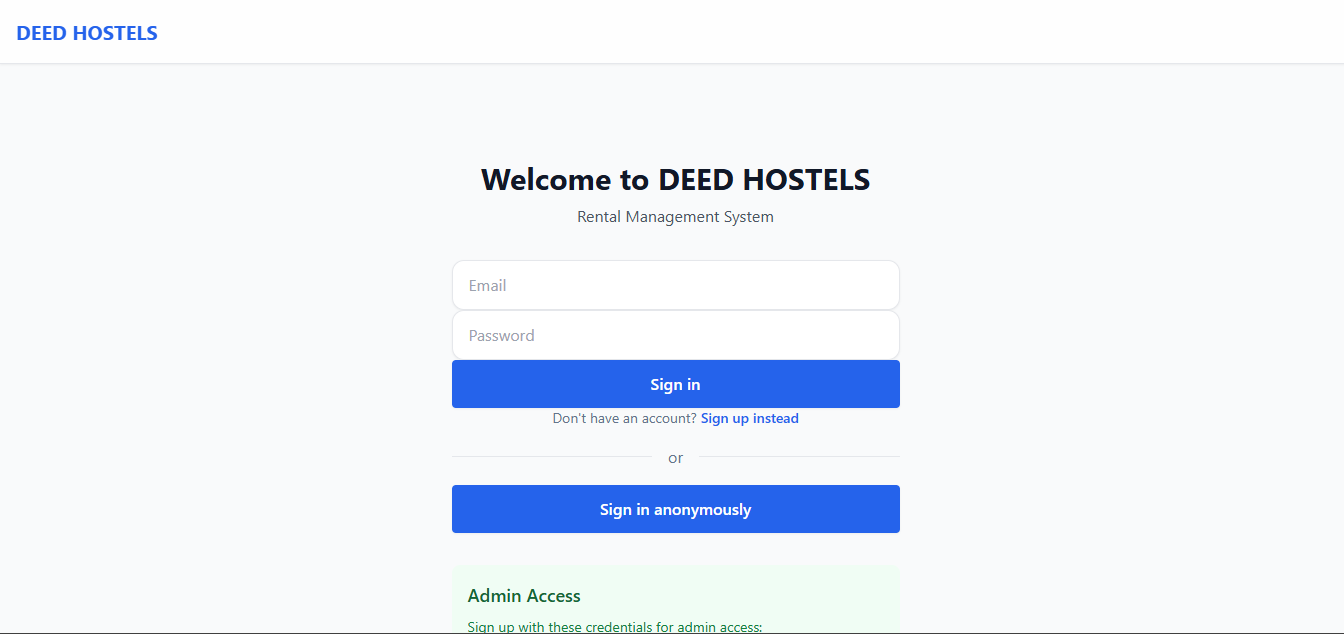 DEED HOSTELS
Welcome to DEED HOSTELS
Rental Management System
Email
Password
Sign in
Don't have an account? Sign up instead
or
Sign in anonymously
Admin Access
Sign up with these credentials for admin access: